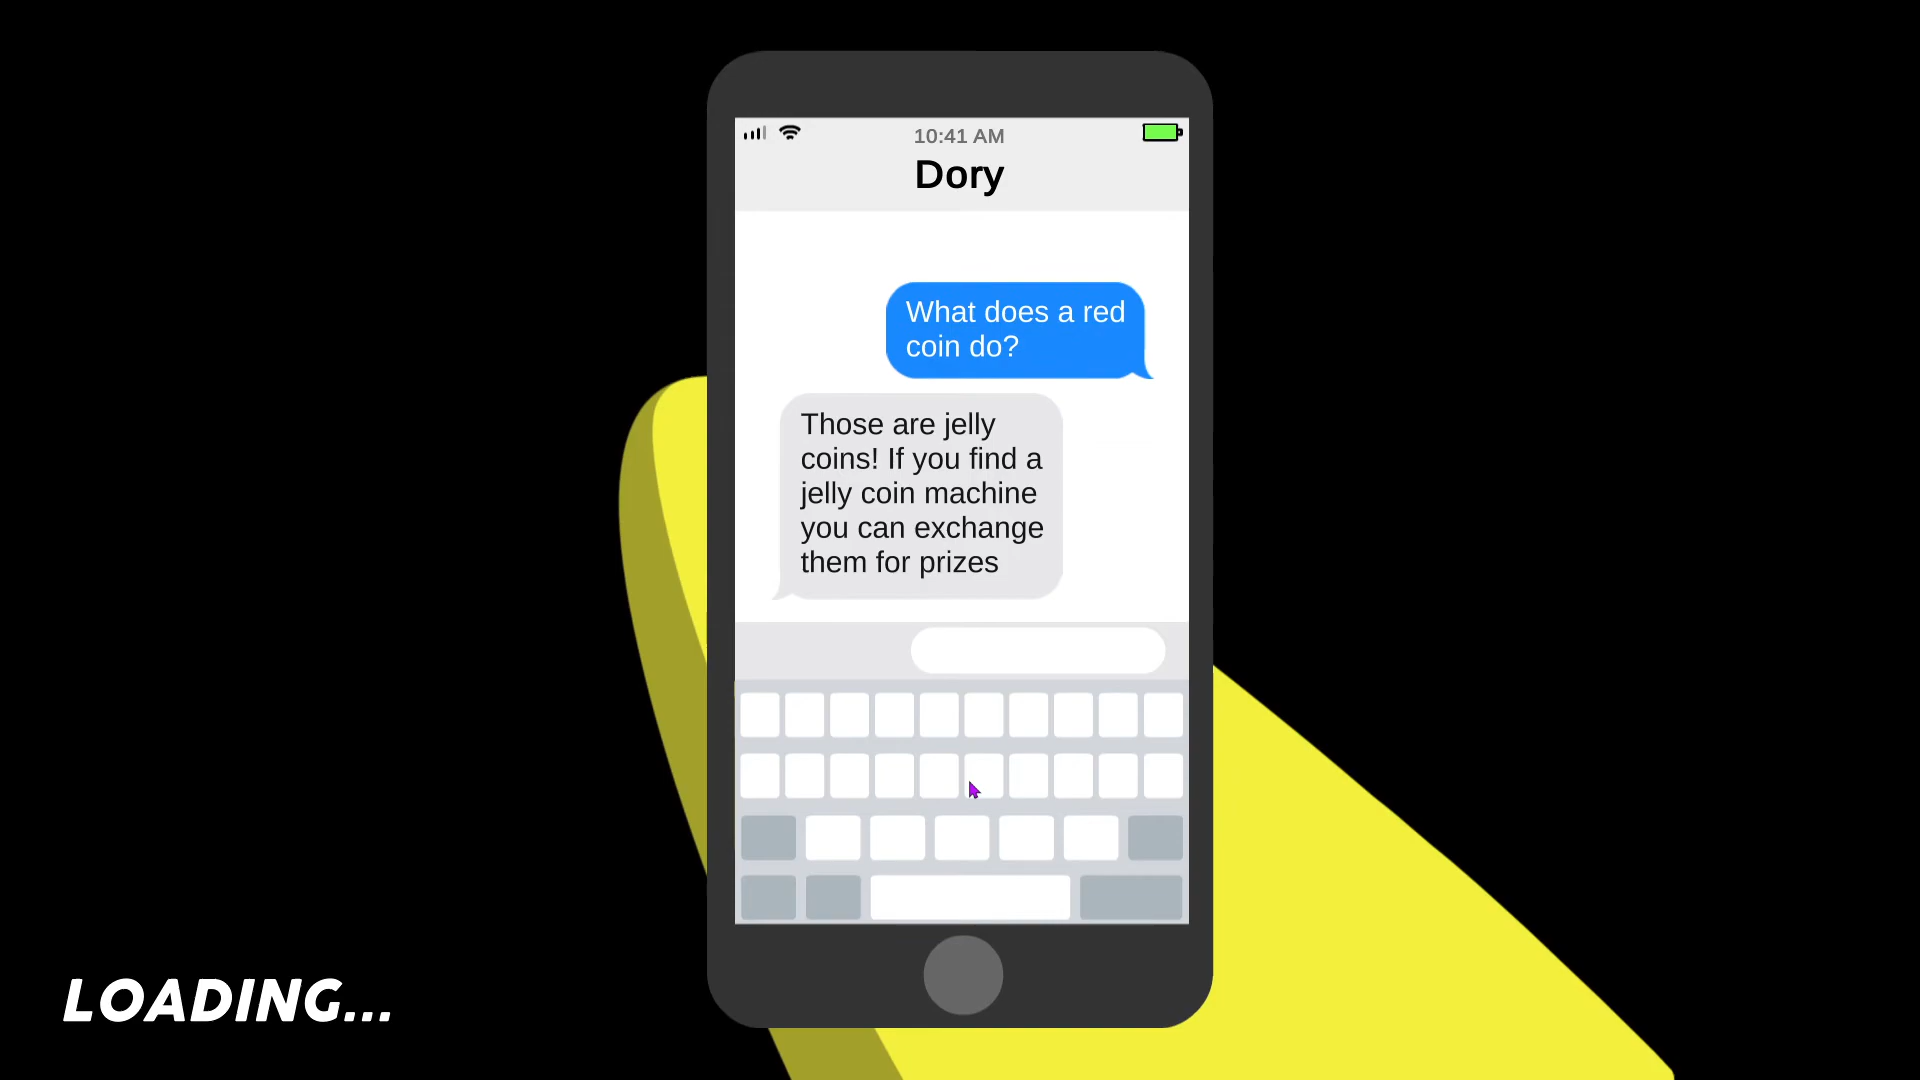 10:41 AM
Dory
What does a red
coin do?
Those are jelly
coins! If you find a
jelly coin machine
you can exchange
them for prizes
LOADING...